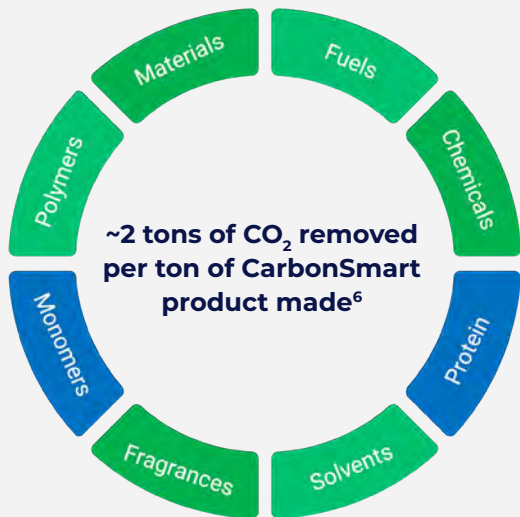 Materials
Fuels
Polymers
Chemicals
~2 tons of CO₂ removed
per ton of CarbonSmart
product made⁶
Monomers
Protein
Fragrances
Solvents